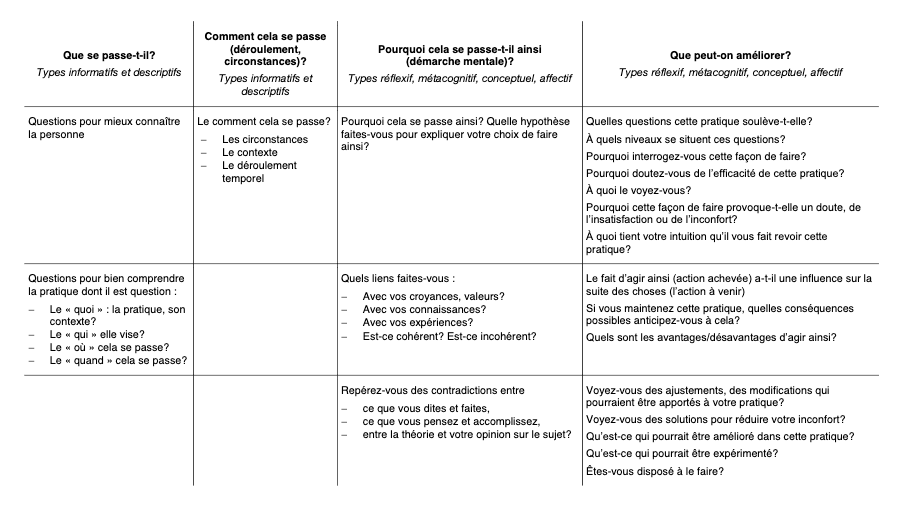 Que se passe-t-il?
Types informatifs et descriptifs
Comment cela se passe
(déroulement,
circonstances)?
Types informatifs et
descriptifs
Pourquoi cela se passe-t-il ainsi
(démarche mentale)?
Types réflexif, métacognitif, conceptuel, affectif
Que peut-on améliorer?
Types réflexif, métacognitif, conceptuel, affectif
Questions pour mieux connaître
la personne
Le comment cela se passe?
– Les circonstances
– Le contexte
– Le déroulement
temporel
Pourquoi cela se passe ainsi? Quelle hypothèse
faites-vous pour expliquer votre choix de faire
ainsi?
Quelles questions cette pratique soulève-t-elle?
À quels niveaux se situent ces questions?
Pourquoi interrogez-vous cette façon de faire?
Pourquoi doutez-vous de l'efficacité de cette pratique?
À quoi le voyez-vous?
Pourquoi cette façon de faire provoque-t-elle un doute, de
l'insatisfaction ou de l'inconfort?
À quoi tient votre intuition qu'il vous fait revoir cette
pratique?
Questions pour bien comprendre
la pratique dont il est question :
– Le « quoi » : la pratique, son
contexte?
– Le « qui » elle vise?
– Le « où » cela se passe?
– Le « quand » cela se passe?
Quels liens faites-vous :
– Avec vos croyances, valeurs?
– Avec vos connaissances?
– Avec vos expériences?
– Est-ce cohérent? Est-ce incohérent?
Le fait d'agir ainsi (action achevée) a-t-il une influence sur la
suite des choses (l'action à venir)
Si vous maintenez cette pratique, quelles conséquences
possibles anticipez-vous à cela?
Quels sont les avantages/désavantages d'agir ainsi?
Repérez-vous des contradictions entre
– ce que vous dites et faites,
– ce que vous pensez et accomplissez,
– entre la théorie et votre opinion sur le sujet?
Voyez-vous des ajustements, des modifications qui
pourraient être apportés à votre pratique?
Voyez-vous des solutions pour réduire votre inconfort?
Qu'est-ce qui pourrait être amélioré dans cette pratique?
Qu'est-ce qui pourrait être expérimenté?
Êtes-vous disposé à le faire?